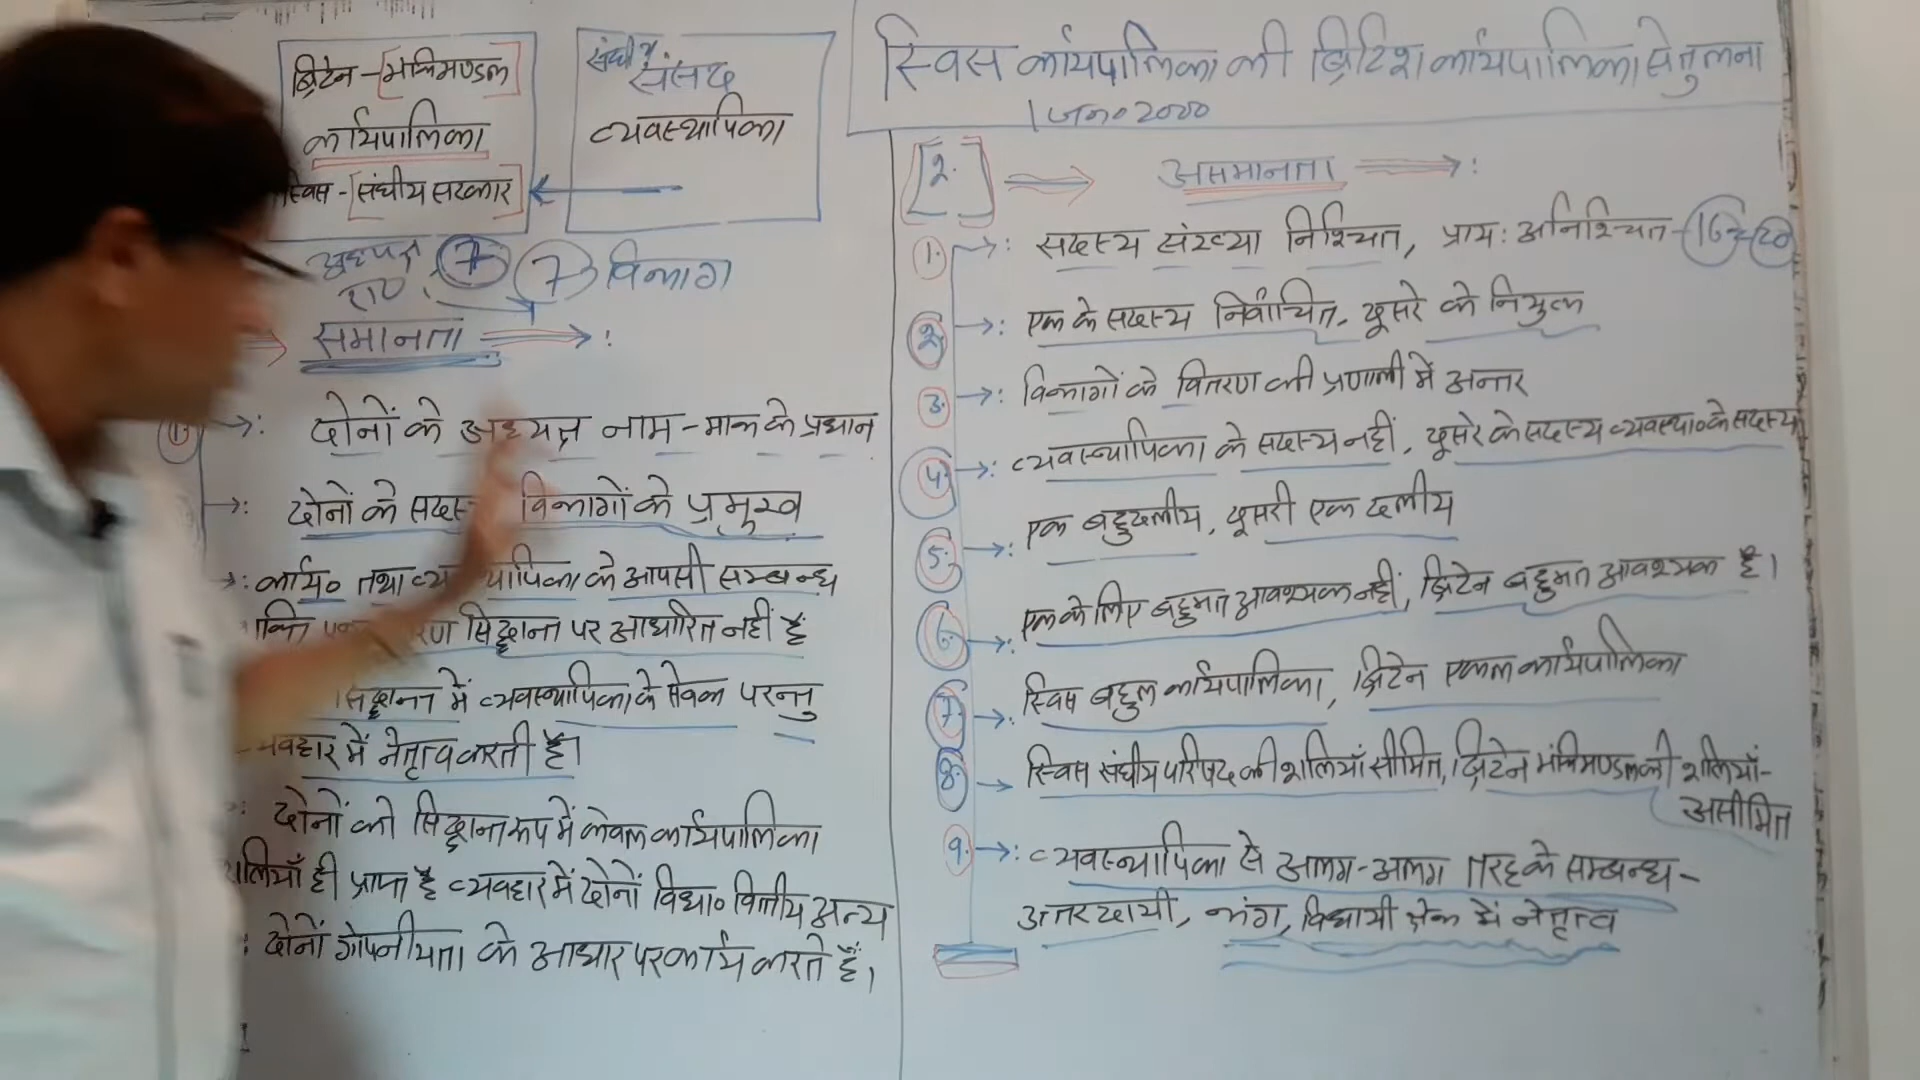 स्विस कार्यपालिका की ब्रिटिश कार्यपालिका से तुलना
1 जन० 2000
ब्रिटेन - [मंत्रिमण्डल]
कार्यपालिका
स्विस - [संघीय सरकार]
संघीय संसद
व्यवस्थापिका
7 7 विभाग
समानता :
1. दोनों के अध्यक्ष नाम - मात्र के प्रधान
दोनों के सदस्य विभागों के प्रमुख
कार्य० तथा व्य पिका के आपसी सम्बन्ध
सिद्धान्त पर आधारित नहीं है
सिद्धान्त में व्यवस्थापिका के सेवक परन्तु
व्यवहार में नेतृत्व करती है।
दोनों को सिद्धान्त रूप में केवल कार्यपालिका
शक्तियाँ ही प्राप्त है व्यवहार में दोनों विधा० वित्तीय अन्य
: दोनों गोपनीयता के आधार पर कार्य करते हैं।
[2.] असमानता :
1. सदस्य संख्या निश्चित, प्राय: अनिश्चित -
2. एक के सदस्य निर्वाचित, दूसरे के नियुक्त
3. विभागों के वितरण की प्रणाली में अन्तर
4. व्यवस्थापिका के सदस्य नहीं, दूसरे के सदस्य व्यवस्था० के सदस्य
5. एक बहुदलीय, दूसरी एक दलीय
6. एक के लिए बहुमत आवश्यक नहीं, ब्रिटेन बहुमत आवश्यक है।
7. स्विस बहुल कार्यपालिका, ब्रिटेन एकल कार्यपालिका
8. स्विस संघीय परिषद की शक्तियाँ सीमित, ब्रिटेन मंत्रिमण्डल की शक्तियाँ-
असीमित
9. व्यवस्थापिका से अलग-अलग तरह के सम्बन्ध -
उत्तरदायी, भंग, विधायी क्षेत्र में नेतृत्व